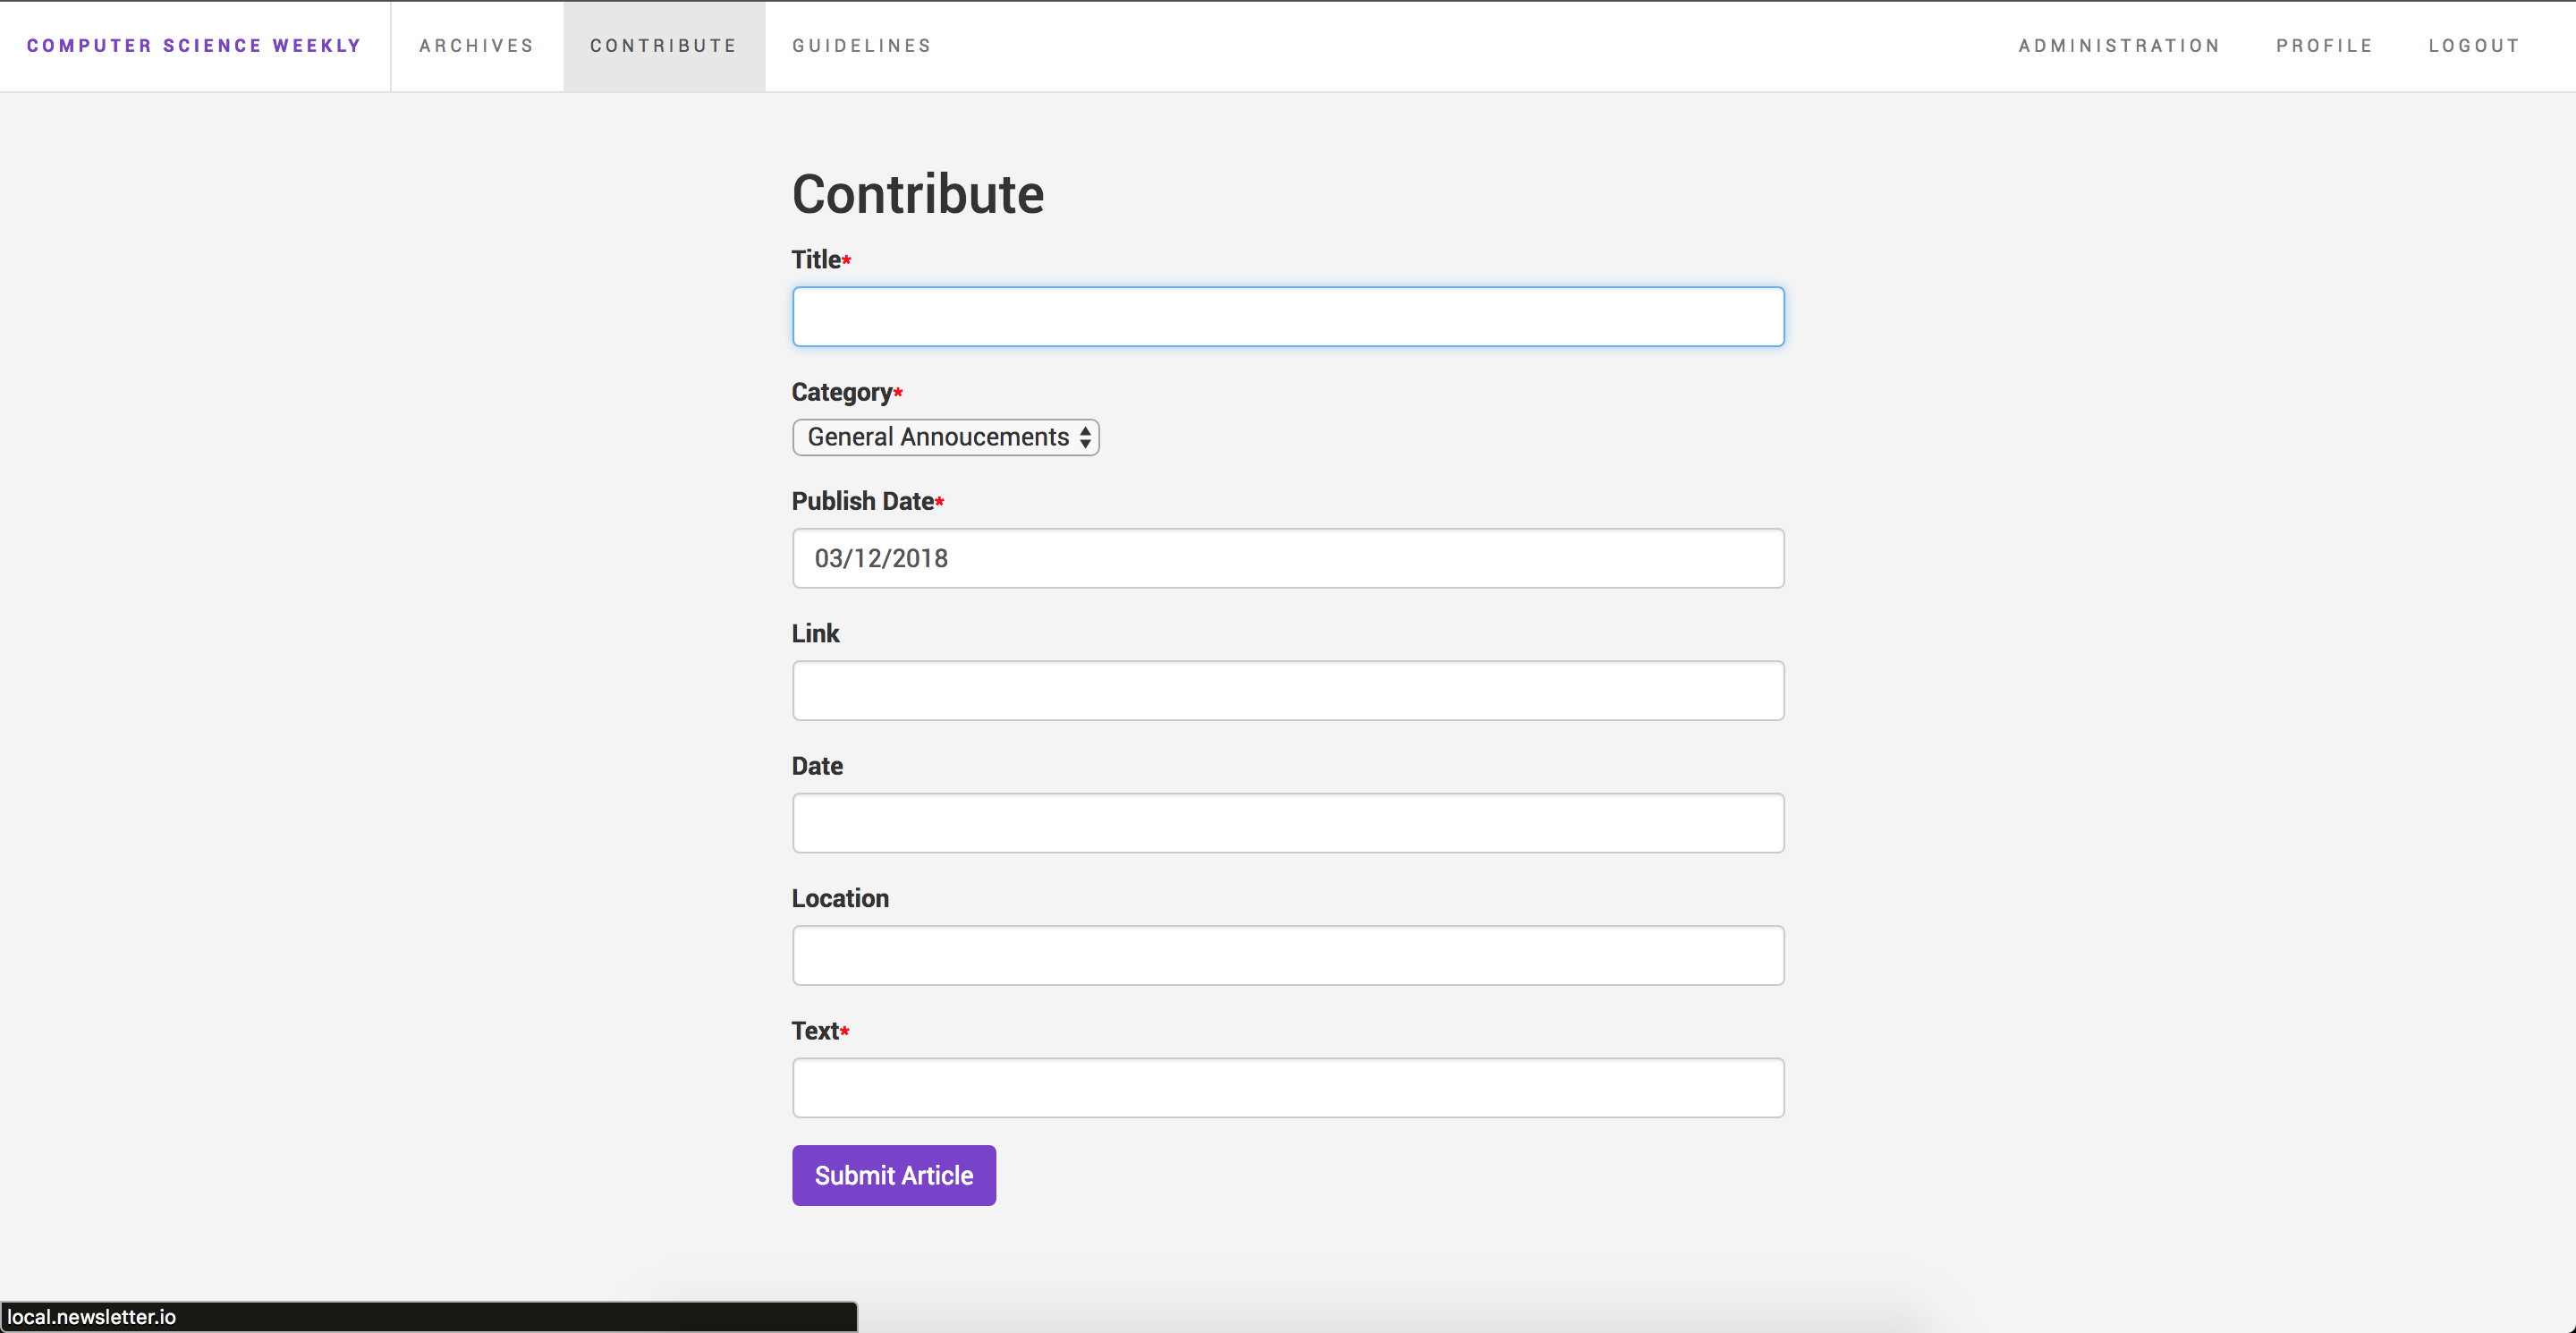 COMPUTER SCIENCE WEEKLY ARCHIVES CONTRIBUTE GUIDELINES ADMINISTRATION PROFILE LOGOUT
Contribute
Title*
Category*
General Annoucements
Publish Date*
03/12/2018
Link
Date
Location
Text*
Submit Article
local.newsletter.io